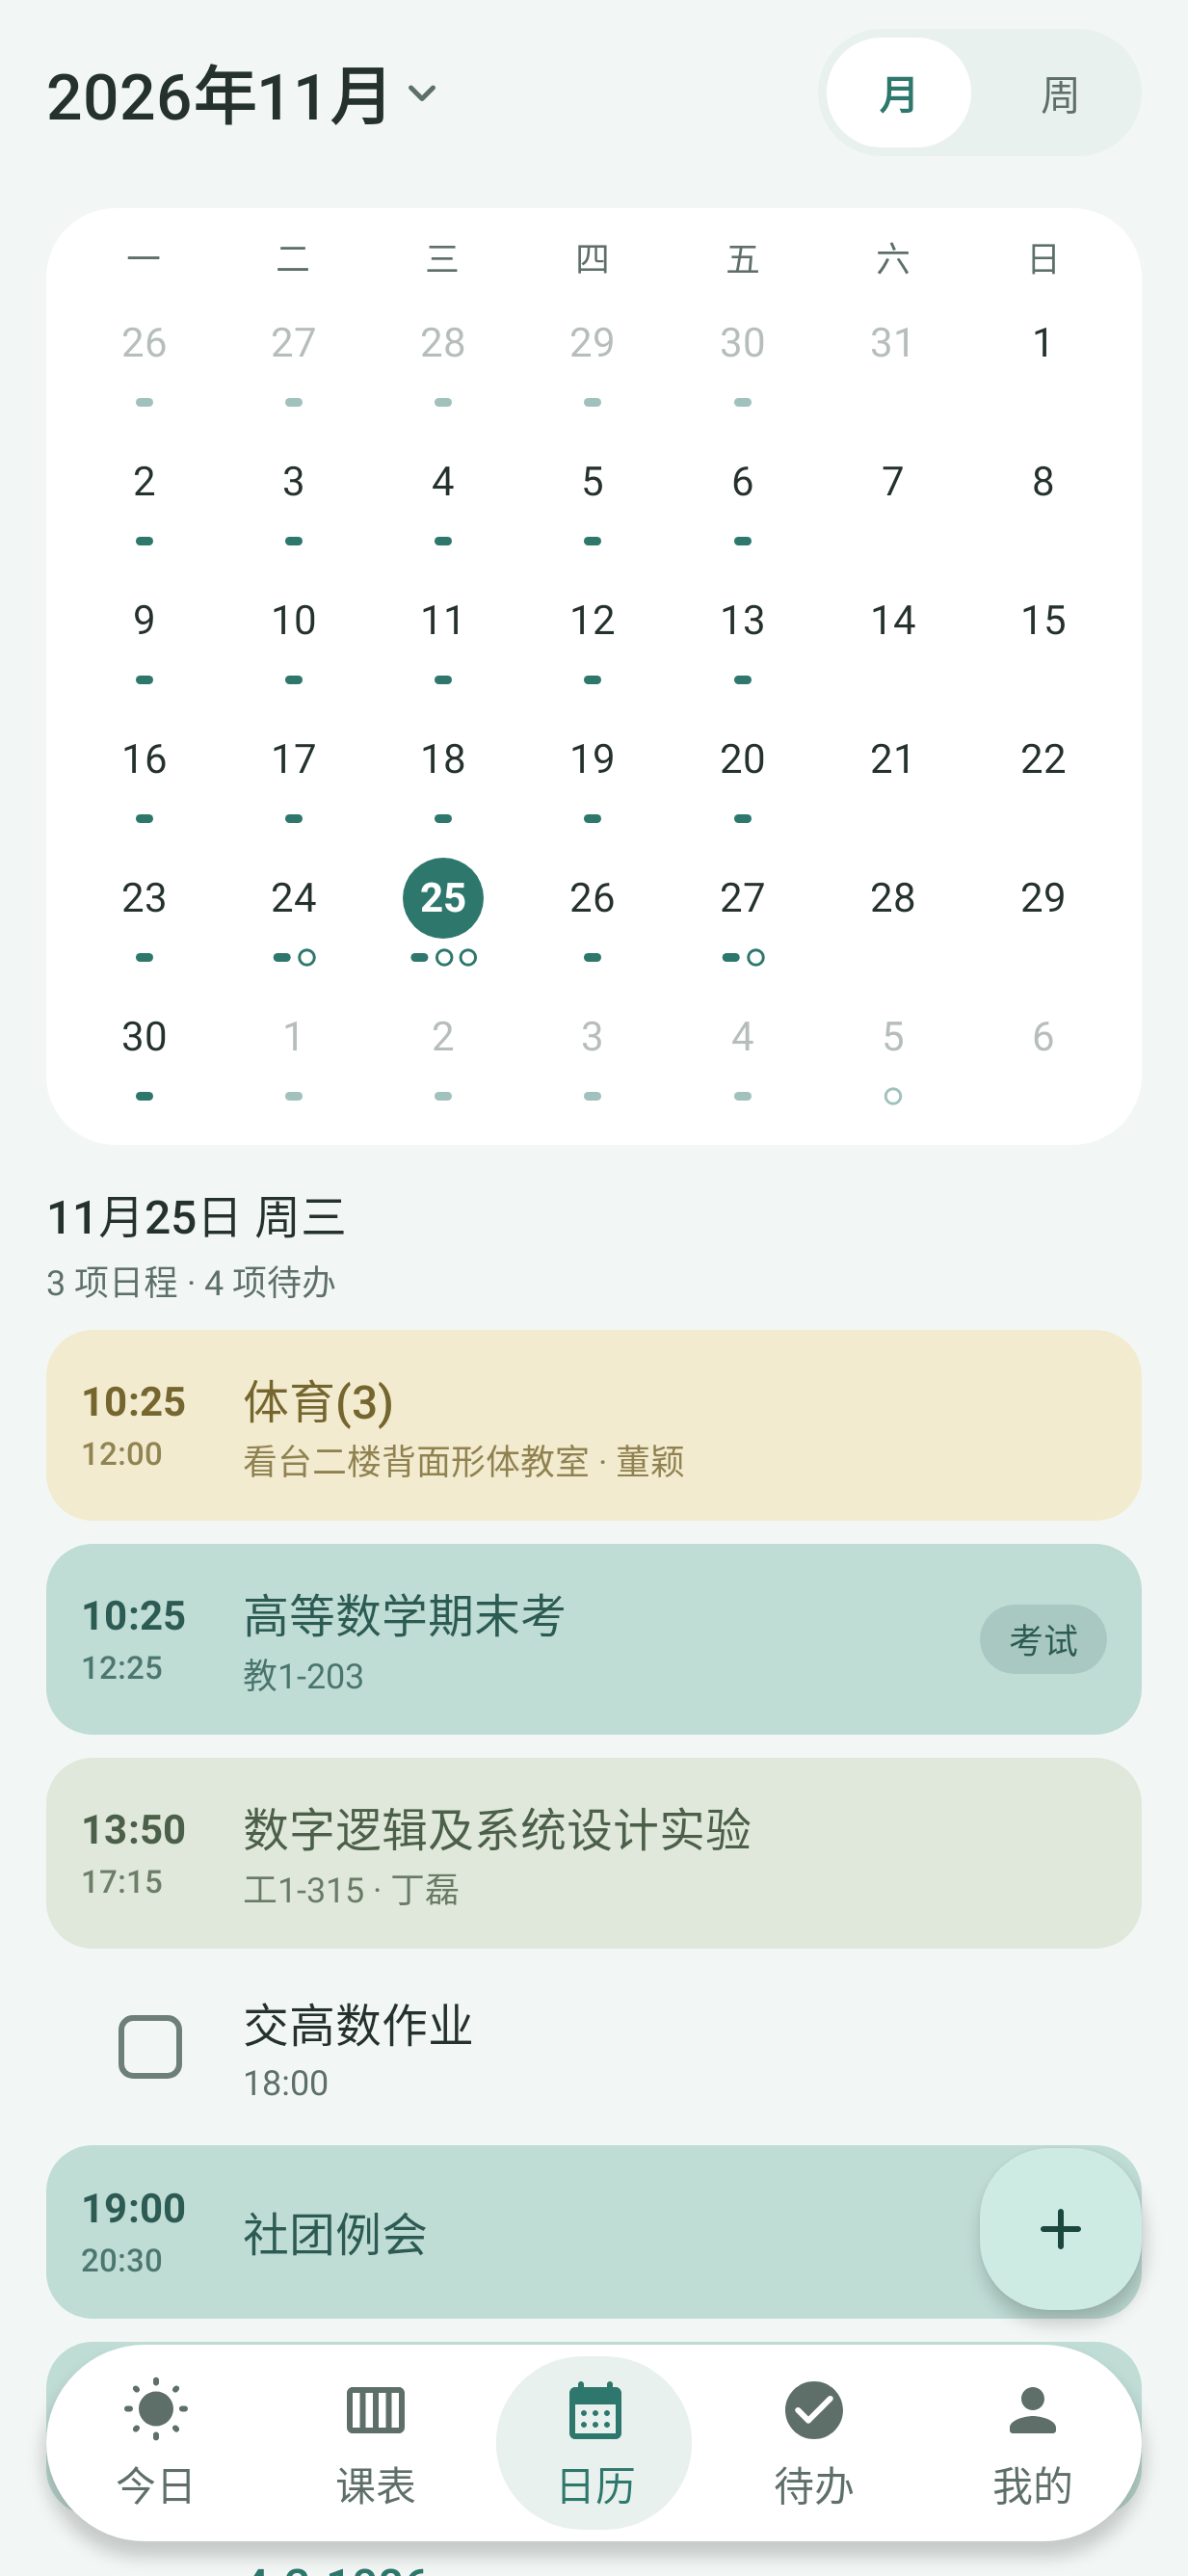 2026年11月
月 周
一 二 三 四 五 六 日
26 27 28 29 30 31 1
2 3 4 5 6 7 8
9 10 11 12 13 14 15
16 17 18 19 20 21 22
23 24 25 26 27 28 29
30 1 2 3 4 5 6
11月25日 周三
3 项日程 · 4 项待办
10:25 体育(3)
12:00 看台二楼背面形体教室 · 董颖
10:25 高等数学期末考
12:25 教1-203
考试
13:50 数字逻辑及系统设计实验
17:15 工1-315 · 丁磊
交高数作业
18:00
19:00 社团例会
20:30
今日 课表 日历 待办 我的